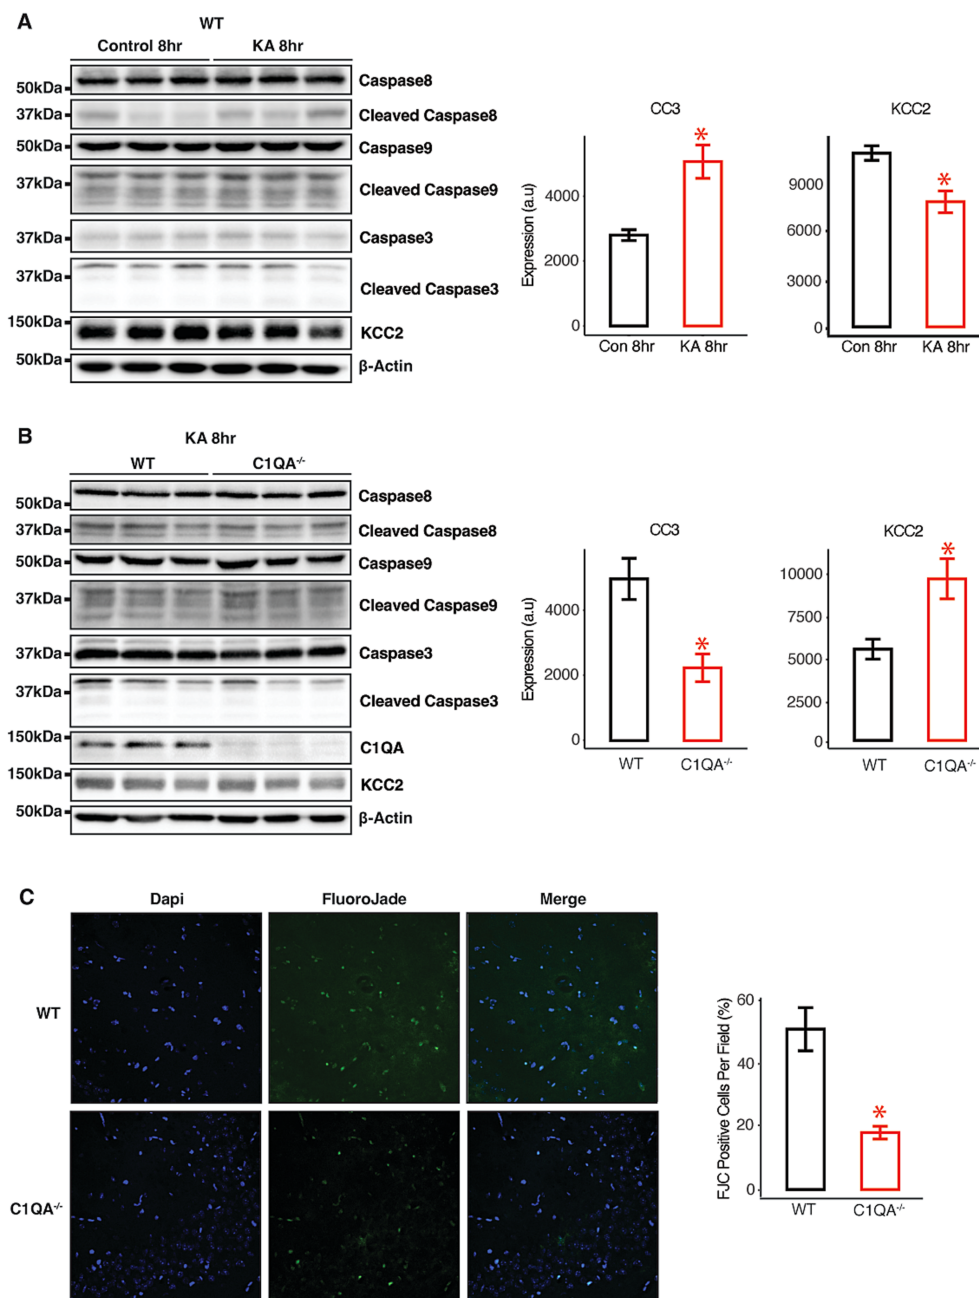 A
WT
Control 8hr KA 8hr
50kDa Caspase8
37kDa Cleaved Caspase8
50kDa Caspase9
37kDa Cleaved Caspase9
37kDa Caspase3
37kDa Cleaved Caspase3
150kDa KCC2
50kDa β-Actin
CC3
Expression (a.u)
4000
2000
0
Con 8hr KA 8hr
*
KCC2
9000
6000
3000
0
Con 8hr KA 8hr
*
B
KA 8hr
WT C1QA-/-
50kDa Caspase8
37kDa Cleaved Caspase8
50kDa Caspase9
37kDa Cleaved Caspase9
37kDa Caspase3
37kDa Cleaved Caspase3
150kDa C1QA
150kDa KCC2
50kDa β-Actin
CC3
Expression (a.u)
4000
2000
0
WT C1QA-/-
*
KCC2
10000
7500
5000
2500
0
WT C1QA-/-
*
C
Dapi FluoroJade Merge
WT
C1QA-/-
FJC Positive Cells Per Field (%)
60
40
20
0
WT C1QA-/-
*